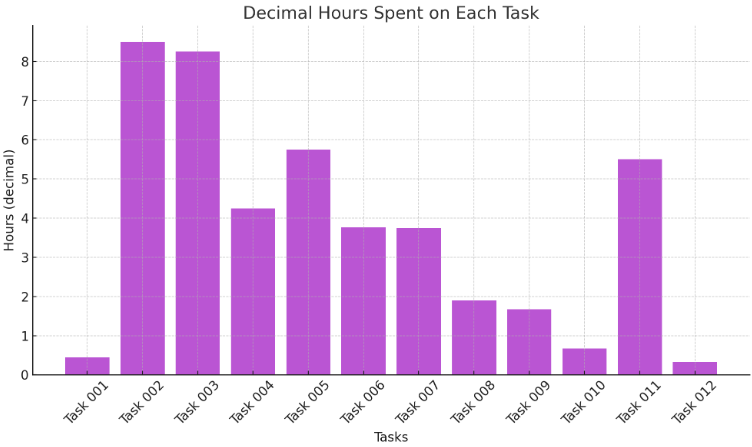 Decimal Hours Spent on Each Task
Hours (decimal)
8
7
6
5
4
3
2
1
0
Task 001
Task 002
Task 003
Task 004
Task 005
Task 006
Task 007
Task 008
Task 009
Task 010
Task 011
Task 012
Tasks